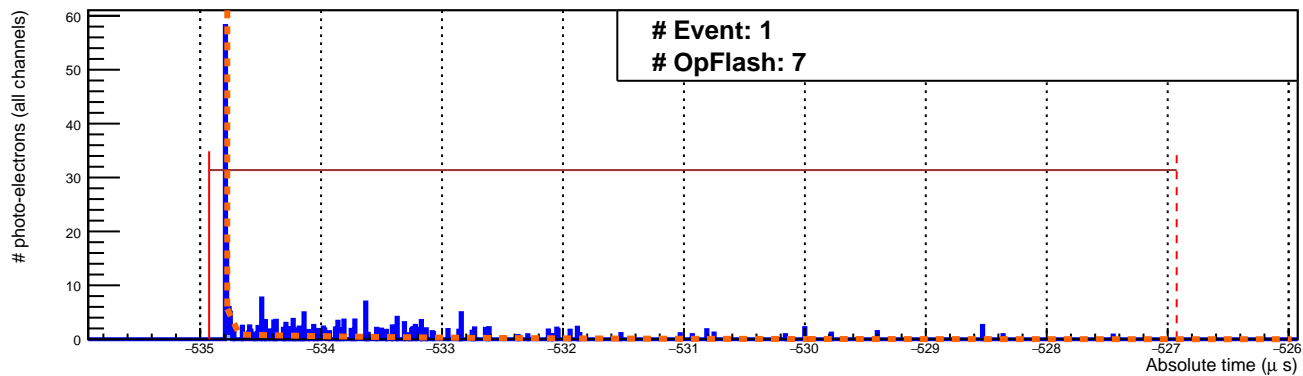 # Event: 1
# OpFlash: 7
# photo-electrons (all channels)
60
50
40
30
20
10
0
−535 −534 −533 −532 −531 −530 −529 −528 −527 −526
Absolute time (μ s)